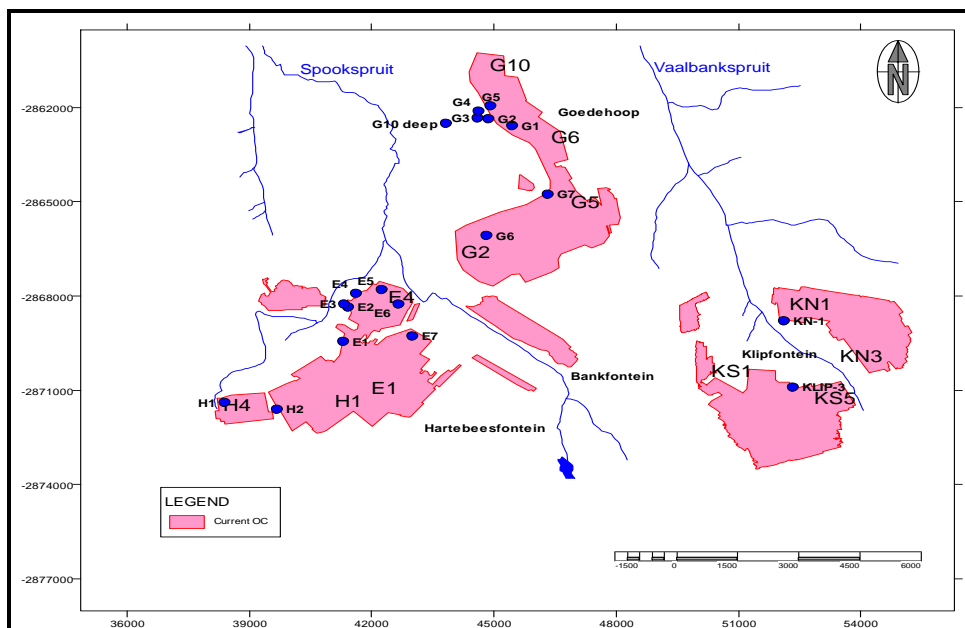 G10
Spookspruit
Vaalbankspruit
N
-2862000
G4
G5
Goedehoop
G10 deep
G3
G2
G1
G6
-2865000
G7
G5
G6
G2
-2868000
E4
E5
E4
E3
E2
E6
KN1
KN-1
E1
E7
Klipfontein
KN3
Bankfontein
KS1
-2871000
E1
KLIP-3
H1
H4
H2
H1
KS5
Hartebeesfontein
-2874000
LEGEND
Current OC
-1500
0
3000
4500
6000
-2877000
36000
39000
42000
45000
48000
51000
54000